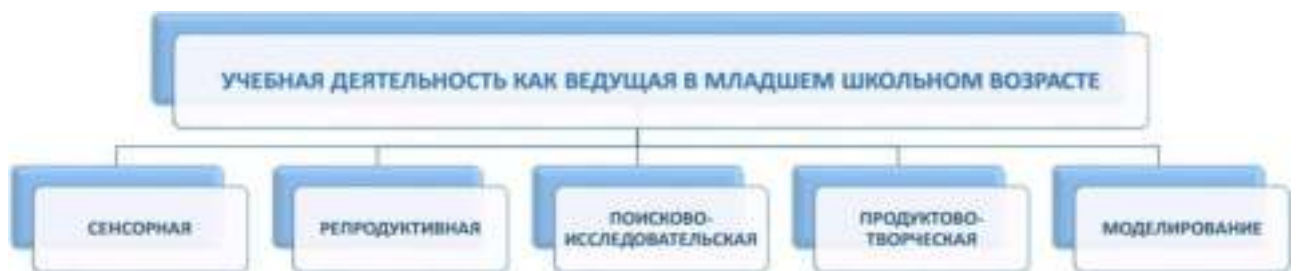 УЧЕБНАЯ ДЕЯТЕЛЬНОСТЬ КАК ВЕДУЩАЯ В МЛАДШЕМ ШКОЛЬНОМ ВОЗРАСТЕ
СЕНСОРНАЯ
РЕПРОДУКТИВНАЯ
ПОИСКОВО-
ИССЛЕДОВАТЕЛЬСКАЯ
ПРОДУКТОВО-
ТВОРЧЕСКАЯ
МОДЕЛИРОВАНИЕ